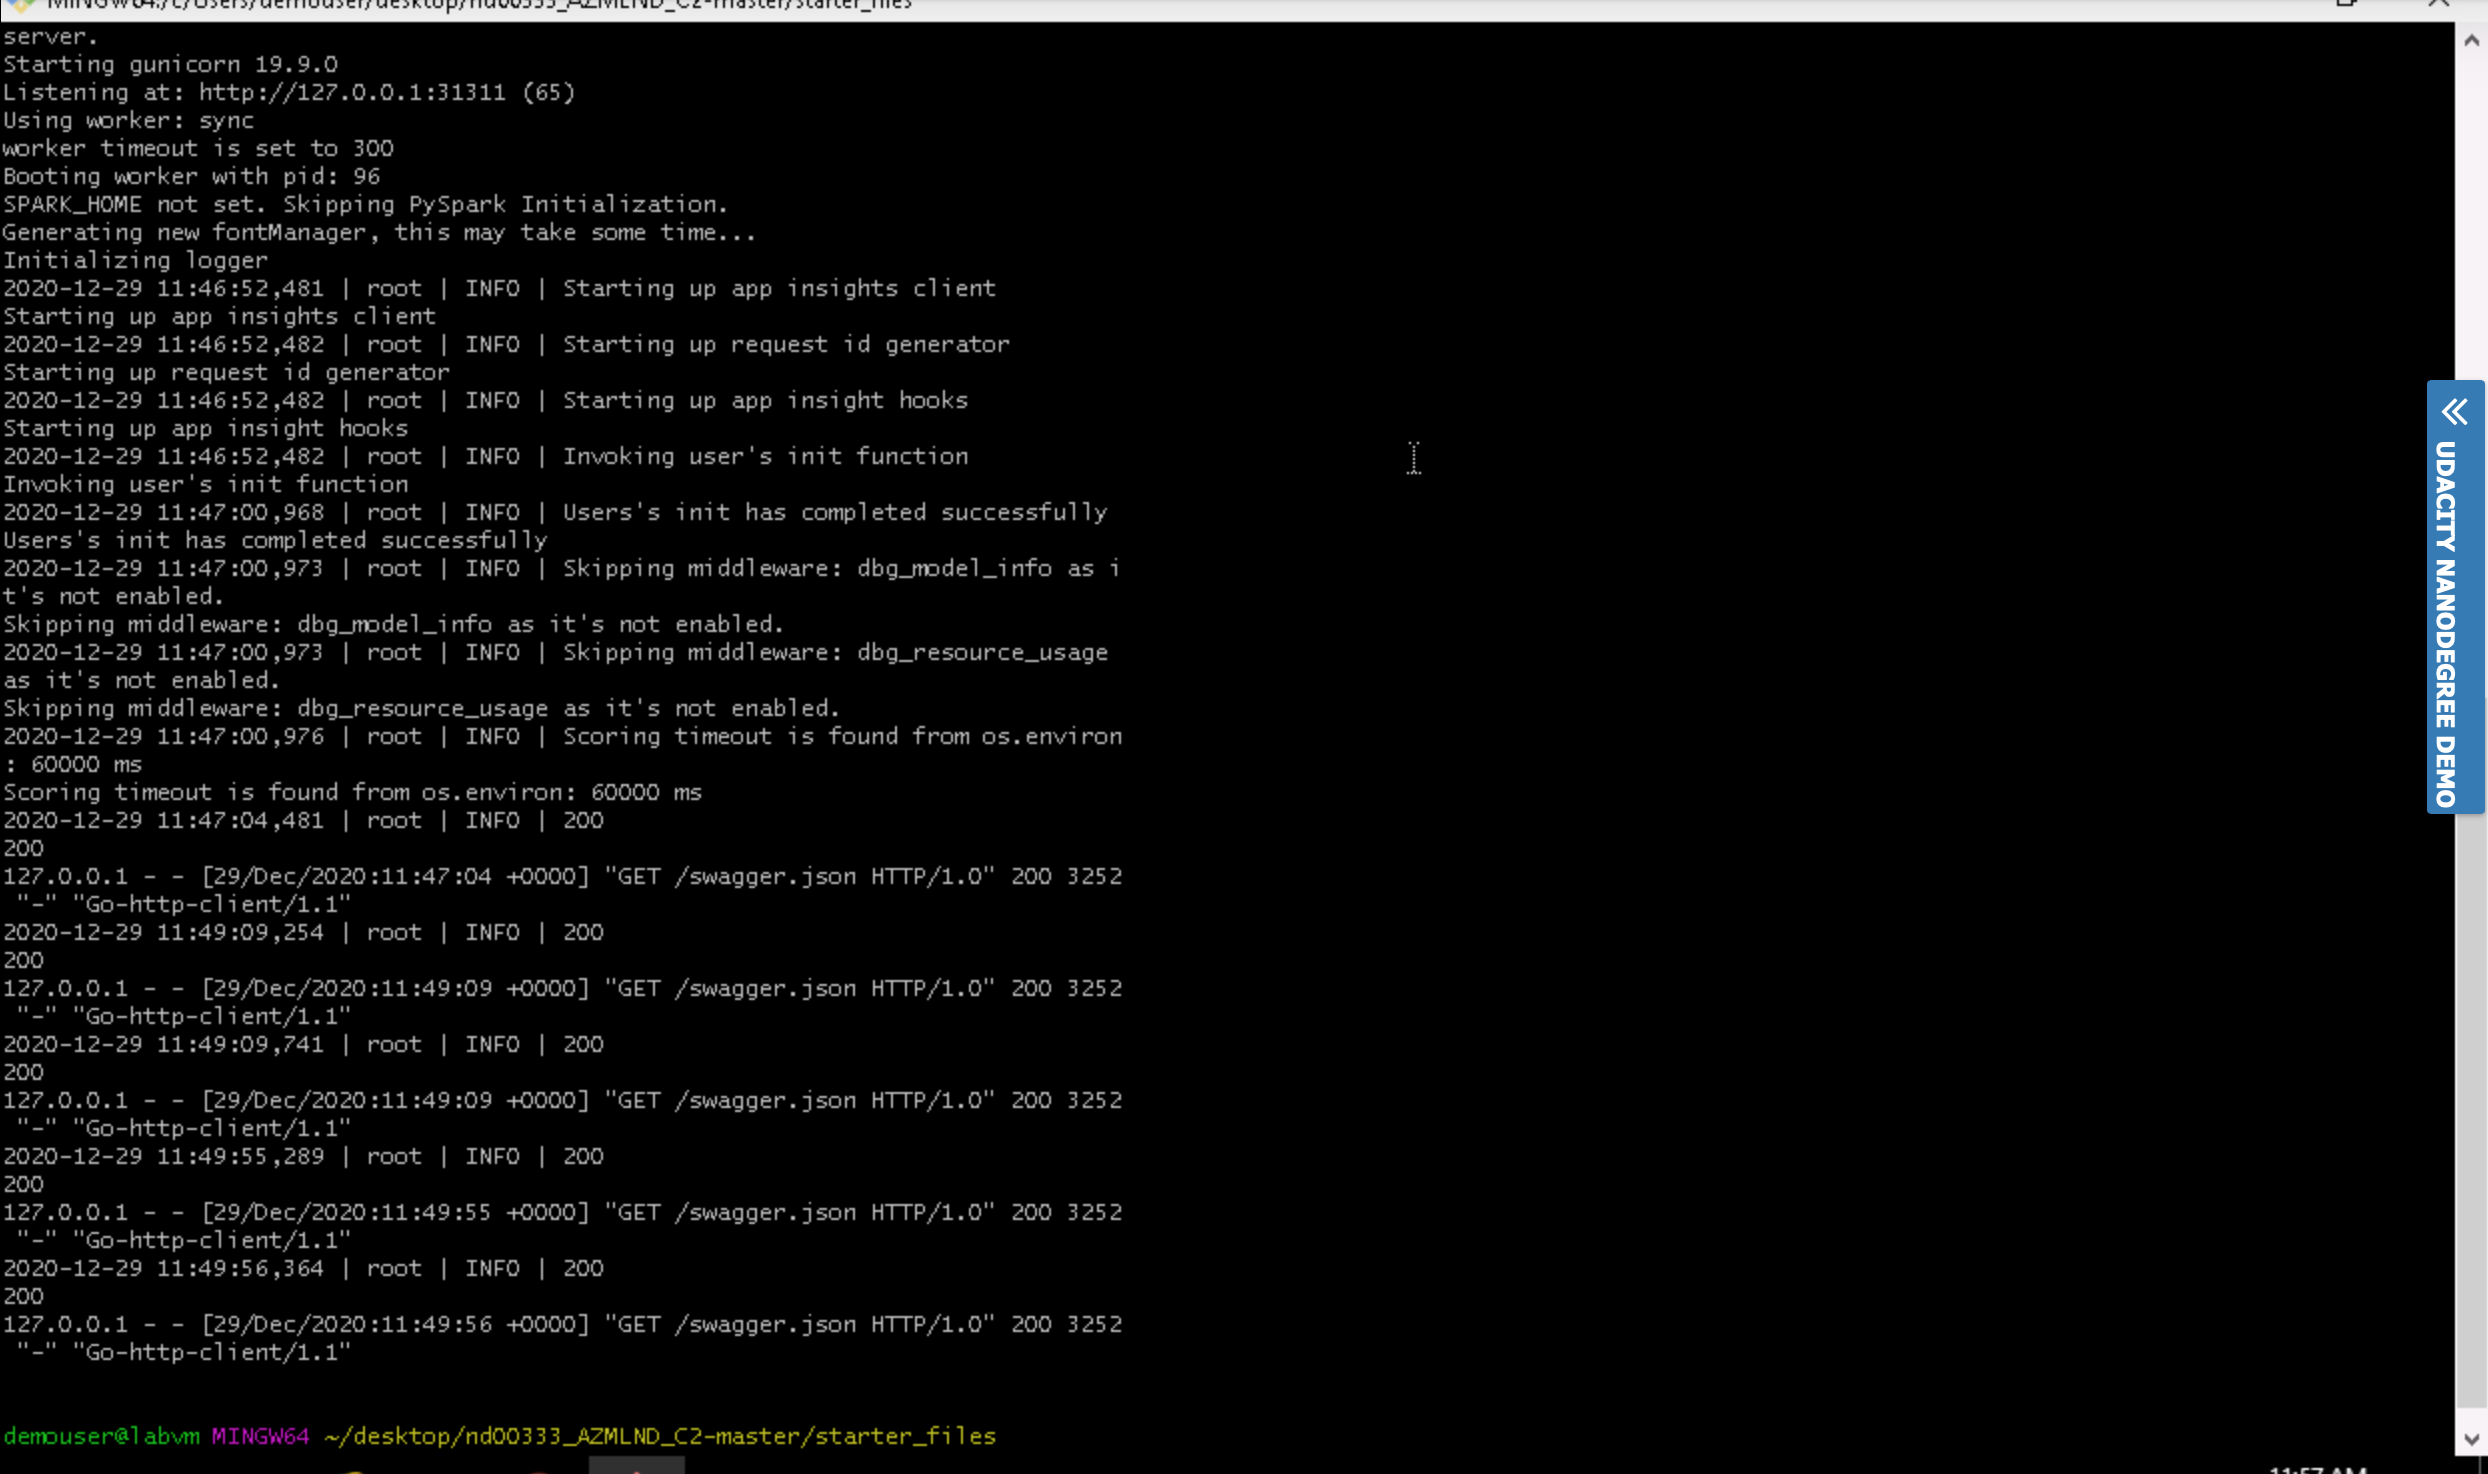 MINGW64:/c/Users/demouser/desktop/nd00333_AZMLND_C2-master/starter_files
server.
Starting gunicorn 19.9.0
Listening at: http://127.0.0.1:31311 (65)
Using worker: sync
worker timeout is set to 300
Booting worker with pid: 96
SPARK_HOME not set. Skipping PySpark Initialization.
Generating new fontManager, this may take some time...
Initializing logger
2020-12-29 11:46:52,481 | root | INFO | Starting up app insights client
Starting up app insights client
2020-12-29 11:46:52,482 | root | INFO | Starting up request id generator
Starting up request id generator
2020-12-29 11:46:52,482 | root | INFO | Starting up app insight hooks
Starting up app insight hooks
2020-12-29 11:46:52,482 | root | INFO | Invoking user's init function
Invoking user's init function
2020-12-29 11:47:00,968 | root | INFO | Users's init has completed successfully
Users's init has completed successfully
2020-12-29 11:47:00,973 | root | INFO | Skipping middleware: dbg_model_info as i
t's not enabled.
Skipping middleware: dbg_model_info as it's not enabled.
2020-12-29 11:47:00,973 | root | INFO | Skipping middleware: dbg_resource_usage
as it's not enabled.
Skipping middleware: dbg_resource_usage as it's not enabled.
2020-12-29 11:47:00,976 | root | INFO | Scoring timeout is found from os.environ
: 60000 ms
Scoring timeout is found from os.environ: 60000 ms
2020-12-29 11:47:04,481 | root | INFO | 200
200
127.0.0.1 - - [29/Dec/2020:11:47:04 +0000] "GET /swagger.json HTTP/1.0" 200 3252
"-" "Go-http-client/1.1"
2020-12-29 11:49:09,254 | root | INFO | 200
200
127.0.0.1 - - [29/Dec/2020:11:49:09 +0000] "GET /swagger.json HTTP/1.0" 200 3252
"-" "Go-http-client/1.1"
2020-12-29 11:49:09,741 | root | INFO | 200
200
127.0.0.1 - - [29/Dec/2020:11:49:09 +0000] "GET /swagger.json HTTP/1.0" 200 3252
"-" "Go-http-client/1.1"
2020-12-29 11:49:55,289 | root | INFO | 200
200
127.0.0.1 - - [29/Dec/2020:11:49:55 +0000] "GET /swagger.json HTTP/1.0" 200 3252
"-" "Go-http-client/1.1"
2020-12-29 11:49:56,364 | root | INFO | 200
200
127.0.0.1 - - [29/Dec/2020:11:49:56 +0000] "GET /swagger.json HTTP/1.0" 200 3252
"-" "Go-http-client/1.1"
demouser@labvm MINGW64 ~/desktop/nd00333_AZMLND_C2-master/starter_files
UDACITY NANODEGREE DEMO
11:57 AM